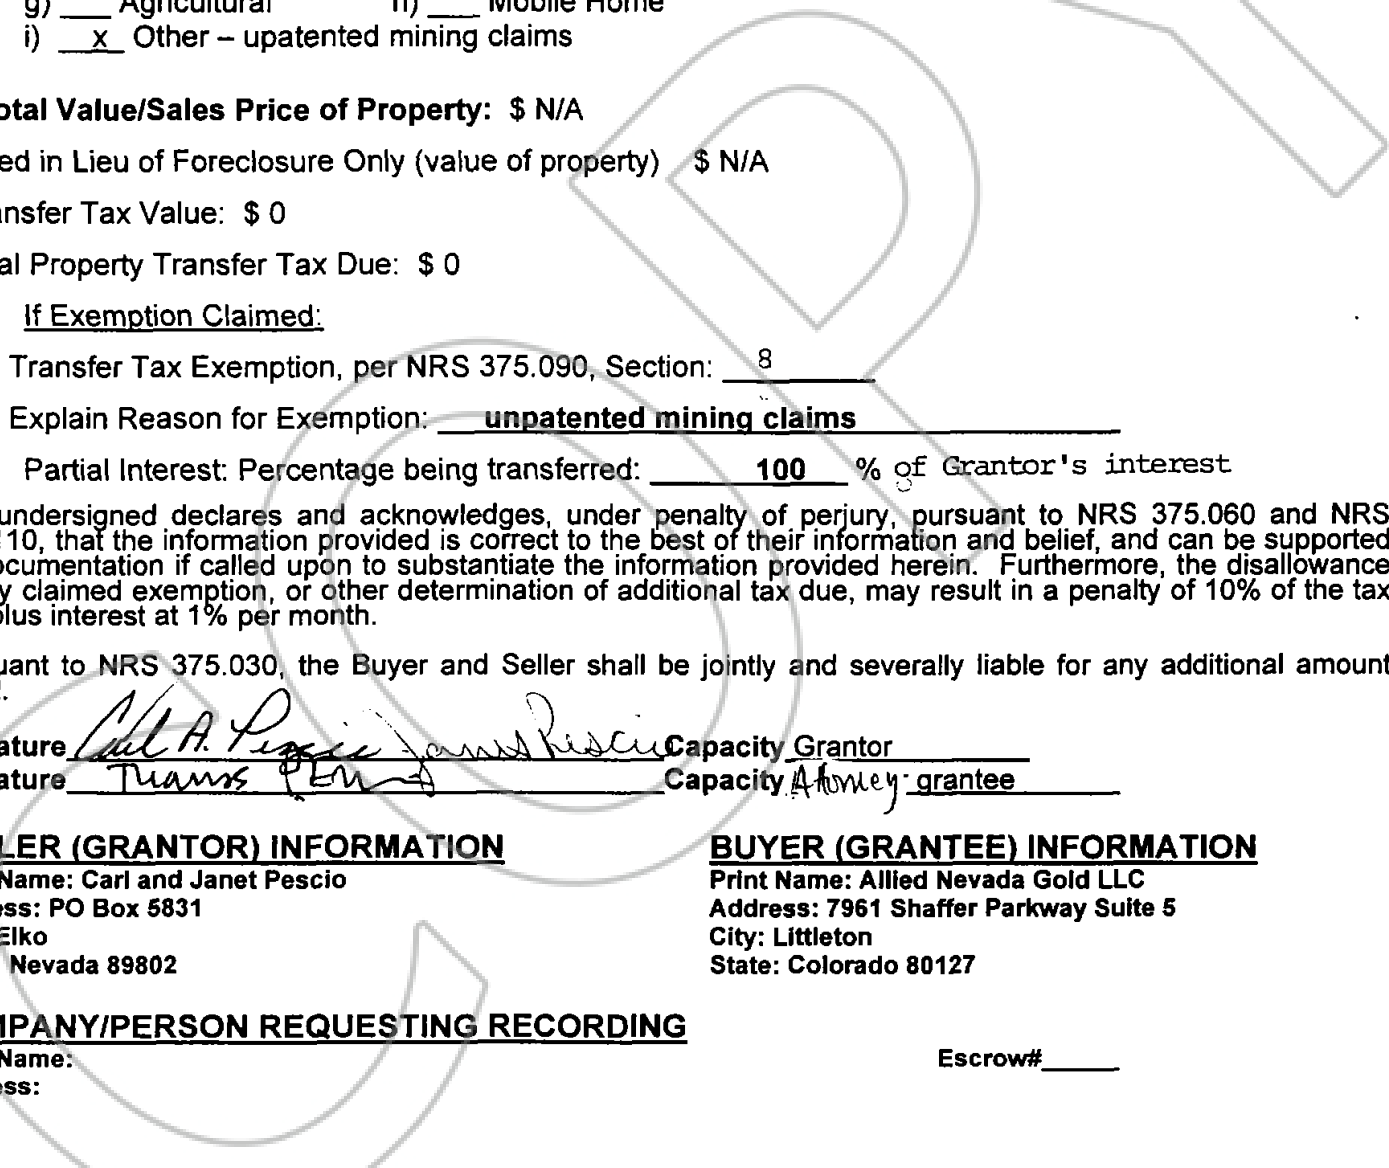 g) ___ Agricultural h) ___ Mobile Home
i) __x_ Other – upatented mining claims
otal Value/Sales Price of Property: $ N/A
ed in Lieu of Foreclosure Only (value of property) $ N/A
ansfer Tax Value: $ 0
al Property Transfer Tax Due: $ 0
If Exemption Claimed:
Transfer Tax Exemption, per NRS 375.090, Section: 8
Explain Reason for Exemption: unpatented mining claims
Partial Interest: Percentage being transferred: 100 % of Grantor's interest
undersigned declares and acknowledges, under penalty of perjury, pursuant to NRS 375.060 and NRS
10, that the information provided is correct to the best of their information and belief, and can be supported
ocumentation if called upon to substantiate the information provided herein. Furthermore, the disallowance
y claimed exemption, or other determination of additional tax due, may result in a penalty of 10% of the tax
plus interest at 1% per month.
uant to NRS 375.030, the Buyer and Seller shall be jointly and severally liable for any additional amount
ature Carl A. Pescio Janet Pescio Capacity Grantor
ature Capacity Attorney - grantee
LER (GRANTOR) INFORMATION BUYER (GRANTEE) INFORMATION
Name: Carl and Janet Pescio Print Name: Allied Nevada Gold LLC
ess: PO Box 5831 Address: 7961 Shaffer Parkway Suite 5
Elko City: Littleton
Nevada 89802 State: Colorado 80127
MPANY/PERSON REQUESTING RECORDING
Name: Escrow#
ess:
COPY